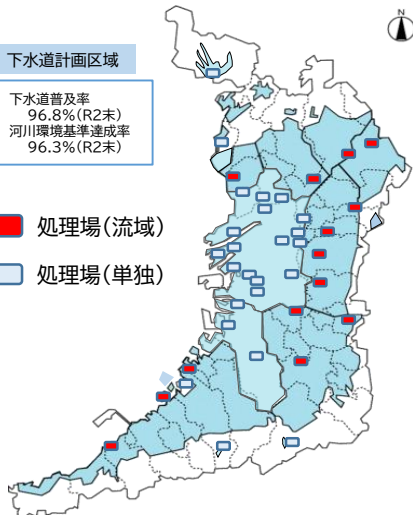 N
下水道計画区域
下水道普及率
96.8%(R2末)
河川環境基準達成率
96.3%(R2末)
処理場(流域)
処理場(単独)